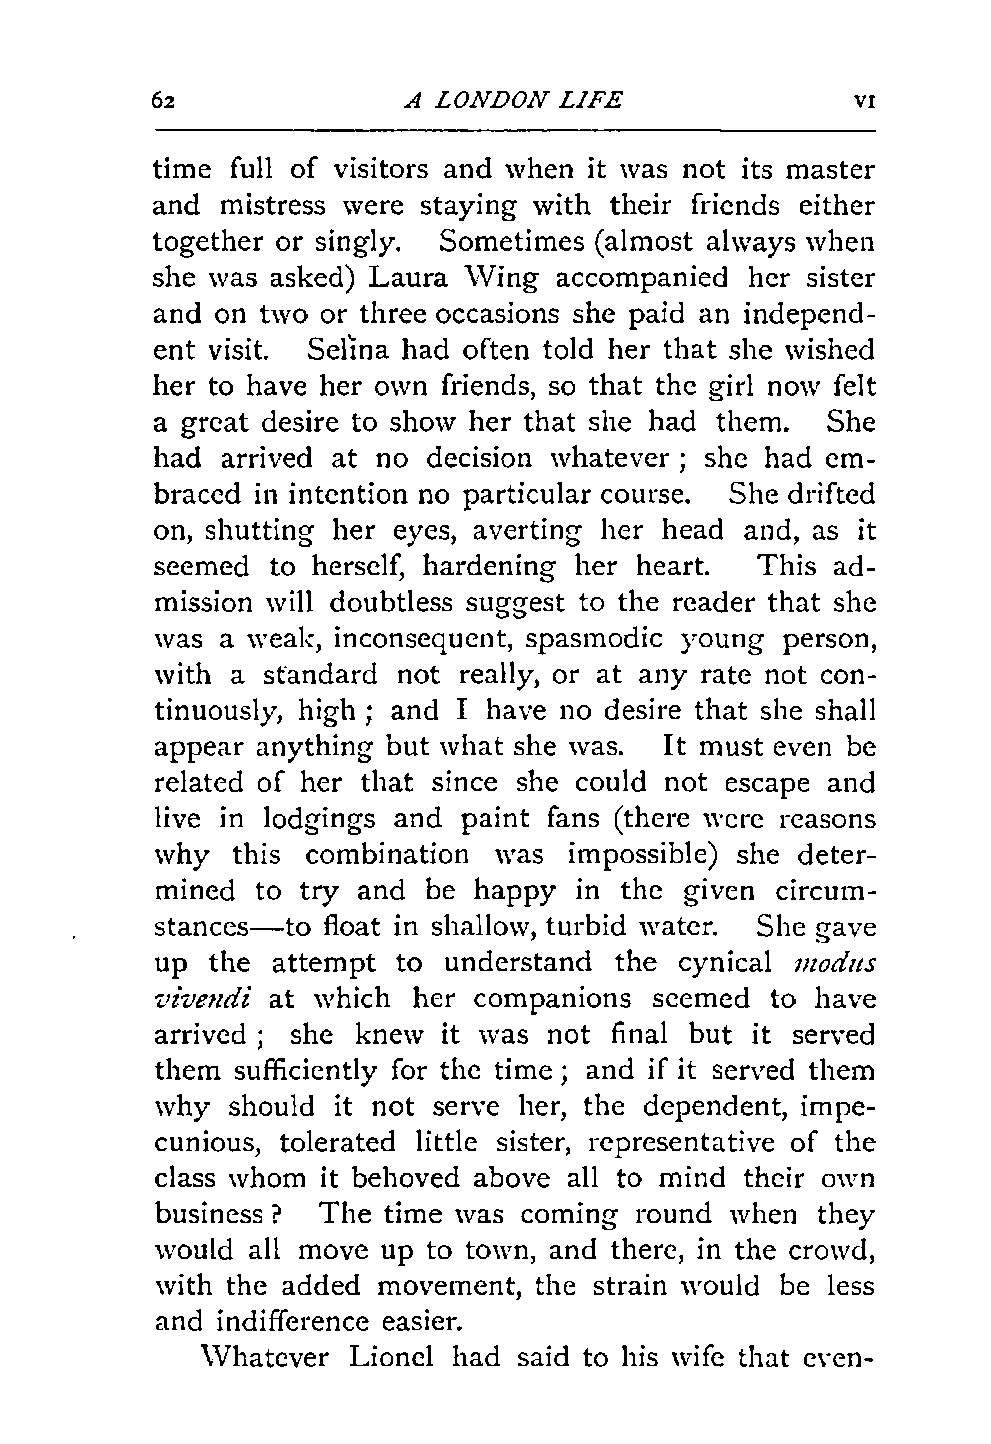 62 A LONDON LIFE VI
time full of visitors and when it was not its master
and mistress were staying with their friends either
together or singly. Sometimes (almost always when
she was asked) Laura Wing accompanied her sister
and on two or three occasions she paid an independ-
ent visit. Selina had often told her that she wished
her to have her own friends, so that the girl now felt
a great desire to show her that she had them. She
had arrived at no decision whatever ; she had em-
braced in intention no particular course. She drifted
on, shutting her eyes, averting her head and, as it
seemed to herself, hardening her heart. This ad-
mission will doubtless suggest to the reader that she
was a weak, inconsequent, spasmodic young person,
with a standard not really, or at any rate not con-
tinuously, high ; and I have no desire that she shall
appear anything but what she was. It must even be
related of her that since she could not escape and
live in lodgings and paint fans (there were reasons
why this combination was impossible) she deter-
mined to try and be happy in the given circum-
stances—to float in shallow, turbid water. She gave
up the attempt to understand the cynical modus
vivendi at which her companions seemed to have
arrived ; she knew it was not final but it served
them sufficiently for the time ; and if it served them
why should it not serve her, the dependent, impe-
cunious, tolerated little sister, representative of the
class whom it behoved above all to mind their own
business ? The time was coming round when they
would all move up to town, and there, in the crowd,
with the added movement, the strain would be less
and indifference easier.
Whatever Lionel had said to his wife that even-